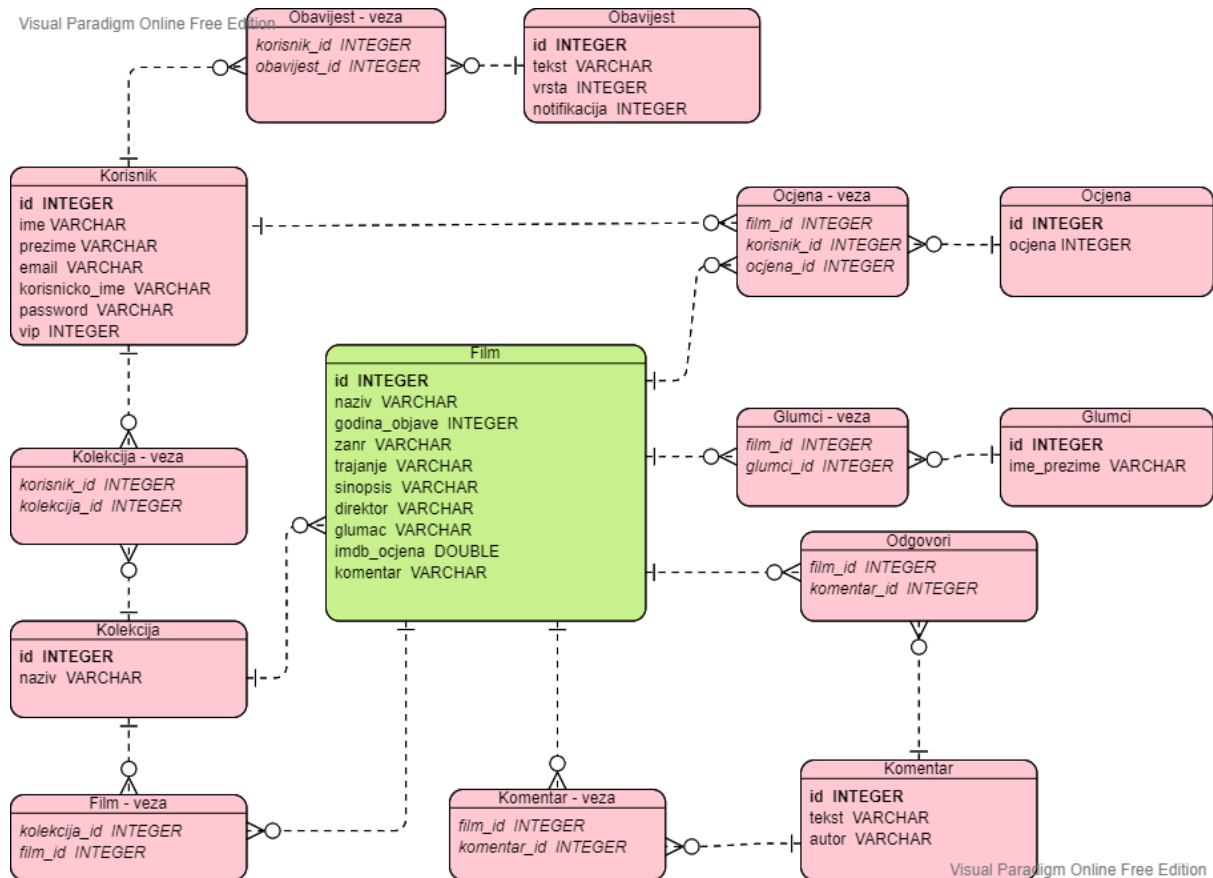 Visual Paradigm Online Free Edition
Obavijest - veza
korisnik_id INTEGER
obavijest_id INTEGER
Obavijest
id INTEGER
tekst VARCHAR
vrsta INTEGER
notifikacija INTEGER
Korisnik
id INTEGER
ime VARCHAR
prezime VARCHAR
email VARCHAR
korisnicko_ime VARCHAR
password VARCHAR
vip INTEGER
Ocjena - veza
film_id INTEGER
korisnik_id INTEGER
ocjena_id INTEGER
Ocjena
id INTEGER
ocjena INTEGER
Film
id INTEGER
naziv VARCHAR
godina_objave INTEGER
zanr VARCHAR
trajanje VARCHAR
sinopsis VARCHAR
direktor VARCHAR
glumac VARCHAR
imdb_ocjena DOUBLE
komentar VARCHAR
Glumci - veza
film_id INTEGER
glumci_id INTEGER
Glumci
id INTEGER
ime_prezime VARCHAR
Kolekcija - veza
korisnik_id INTEGER
kolekcija_id INTEGER
Odgovori
film_id INTEGER
komentar_id INTEGER
Kolekcija
id INTEGER
naziv VARCHAR
Film - veza
kolekcija_id INTEGER
film_id INTEGER
Komentar - veza
film_id INTEGER
komentar_id INTEGER
Komentar
id INTEGER
tekst VARCHAR
autor VARCHAR
Visual Paradigm Online Free Edition